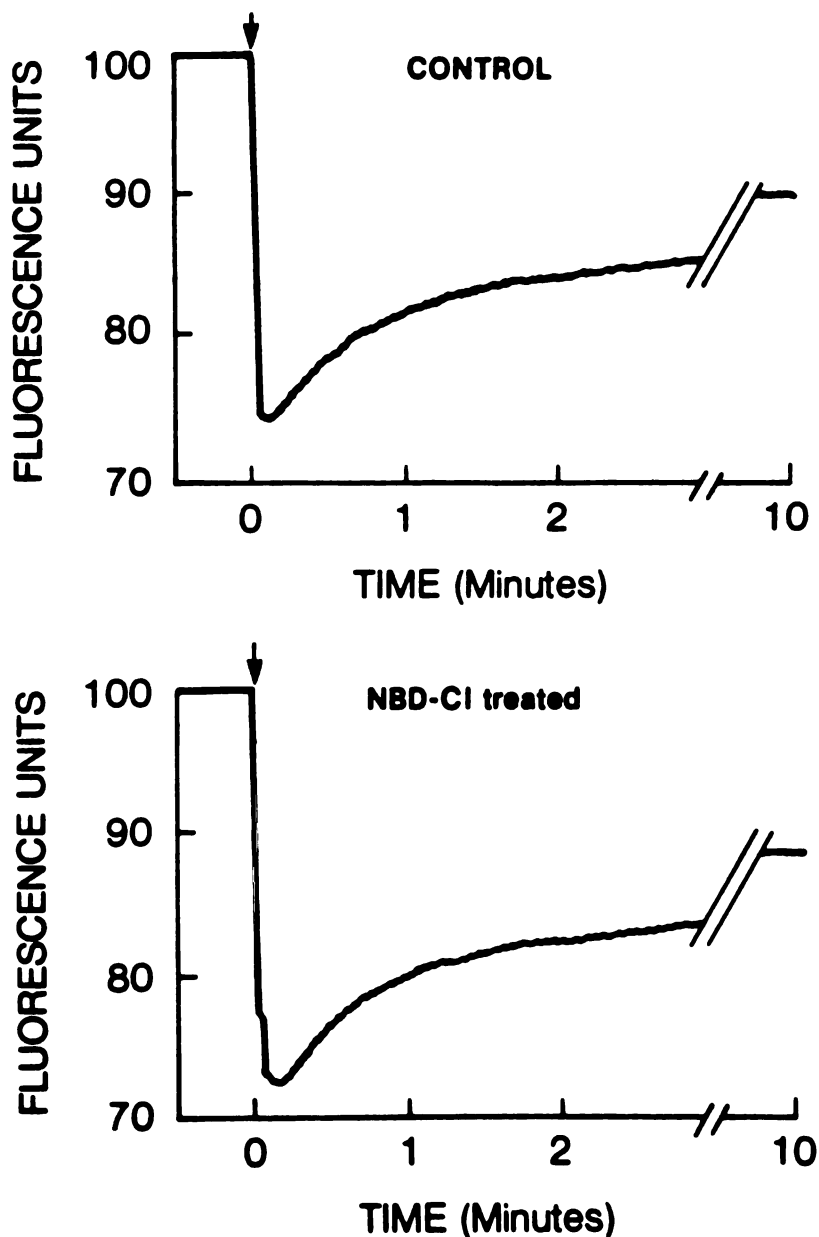 CONTROL
FLUORESCENCE UNITS
100
90
80
70
0 1 2 10
TIME (Minutes)
NBD-Cl treated
FLUORESCENCE UNITS
100
90
80
70
0 1 2 10
TIME (Minutes)